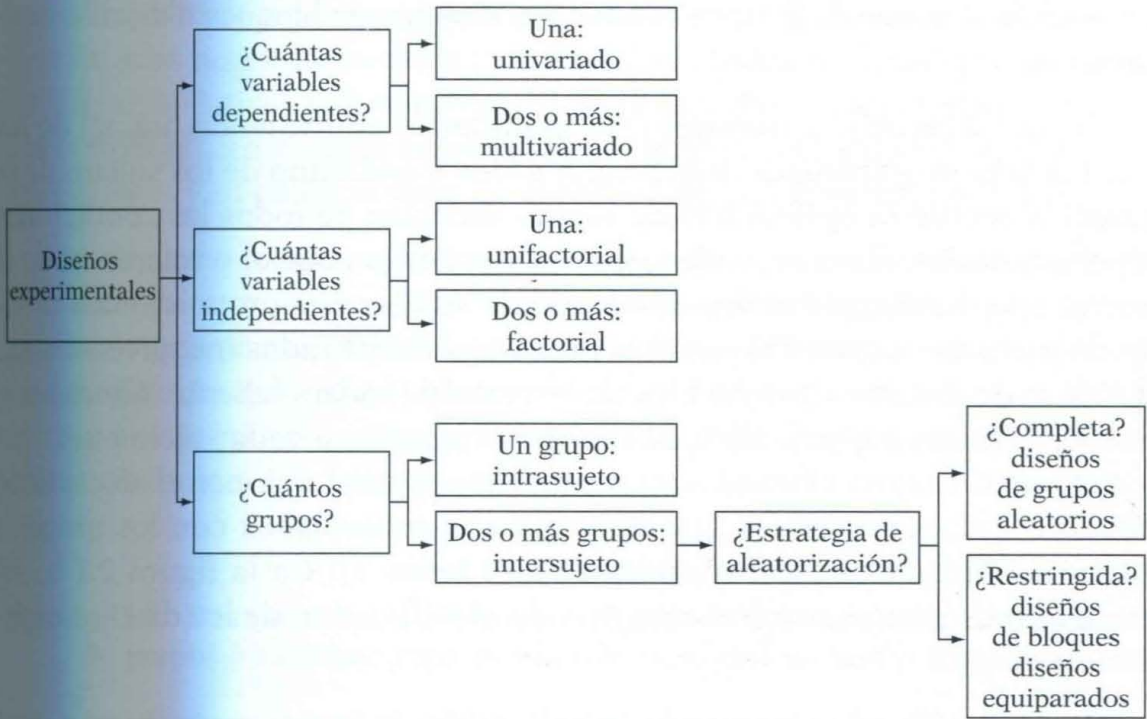 Diseños
experimentales
¿Cuántas
variables
dependientes?
Una:
univariado
Dos o más:
multivariado
¿Cuántas
variables
independientes?
Una:
unifactorial
Dos o más:
factorial
¿Cuántos
grupos?
Un grupo:
intrasujeto
Dos o más grupos:
intersujeto
¿Estrategia de
aleatorización?
¿Completa?
diseños
de grupos
aleatorios
¿Restringida?
diseños
de bloques
diseños
equiparados